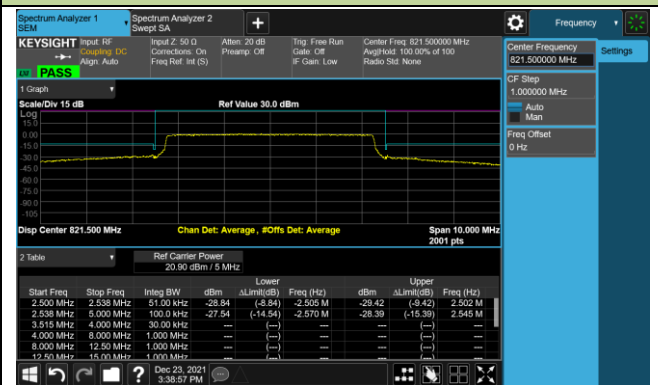 Spectrum Analyzer 1
SEM
Spectrum Analyzer 2
Swept SA
+
Frequency
KEYSIGHT
Input: RF
Coupling: DC
Align: Auto
Input Z: 50 Ω
Corrections: On
Freq Ref: Int (S)
Atten: 20 dB
Preamp: Off
Trig: Free Run
Gate: Off
IF Gain: Low
Center Freq: 821.500000 MHz
Avg|Hold: 100.00% of 100
Radio Std: None
PASS
Center Frequency
821.500000 MHz
Settings
CF Step
1.000000 MHz
Auto
Man
Freq Offset
0 Hz
1 Graph
Scale/Div 15 dB
Ref Value 30.0 dBm
Log
15.0
0.00
-15.0
-30.0
-45.0
-60.0
-75.0
-90.0
-105
Disp Center 821.500 MHz
Chan Det: Average , #Offs Det: Average
Span 10.000 MHz
2001 pts
2 Table
Ref Carrier Power
20.90 dBm / 5 MHz
Lower Upper
Start Freq Stop Freq Integ BW dBm ΔLimit(dB) Freq (Hz) dBm ΔLimit(dB) Freq (Hz)
2.500 MHz 2.538 MHz 51.00 kHz -28.84 (-8.84) -2.505 M -29.42 (-9.42) 2.502 M
2.538 MHz 5.000 MHz 100.0 kHz -27.54 (-14.54) -2.570 M -28.39 (-15.39) 2.545 M
3.515 MHz 4.000 MHz 30.00 kHz --- (---) --- --- (---) ---
4.000 MHz 8.000 MHz 1.000 MHz --- (---) --- --- (---) ---
8.000 MHz 12.50 MHz 1.000 MHz --- (---) --- --- (---) ---
12.50 MHz 15.00 MHz 1.000 MHz --- (---) --- --- (---) ---
?
Dec 23, 2021
3:38:57 PM